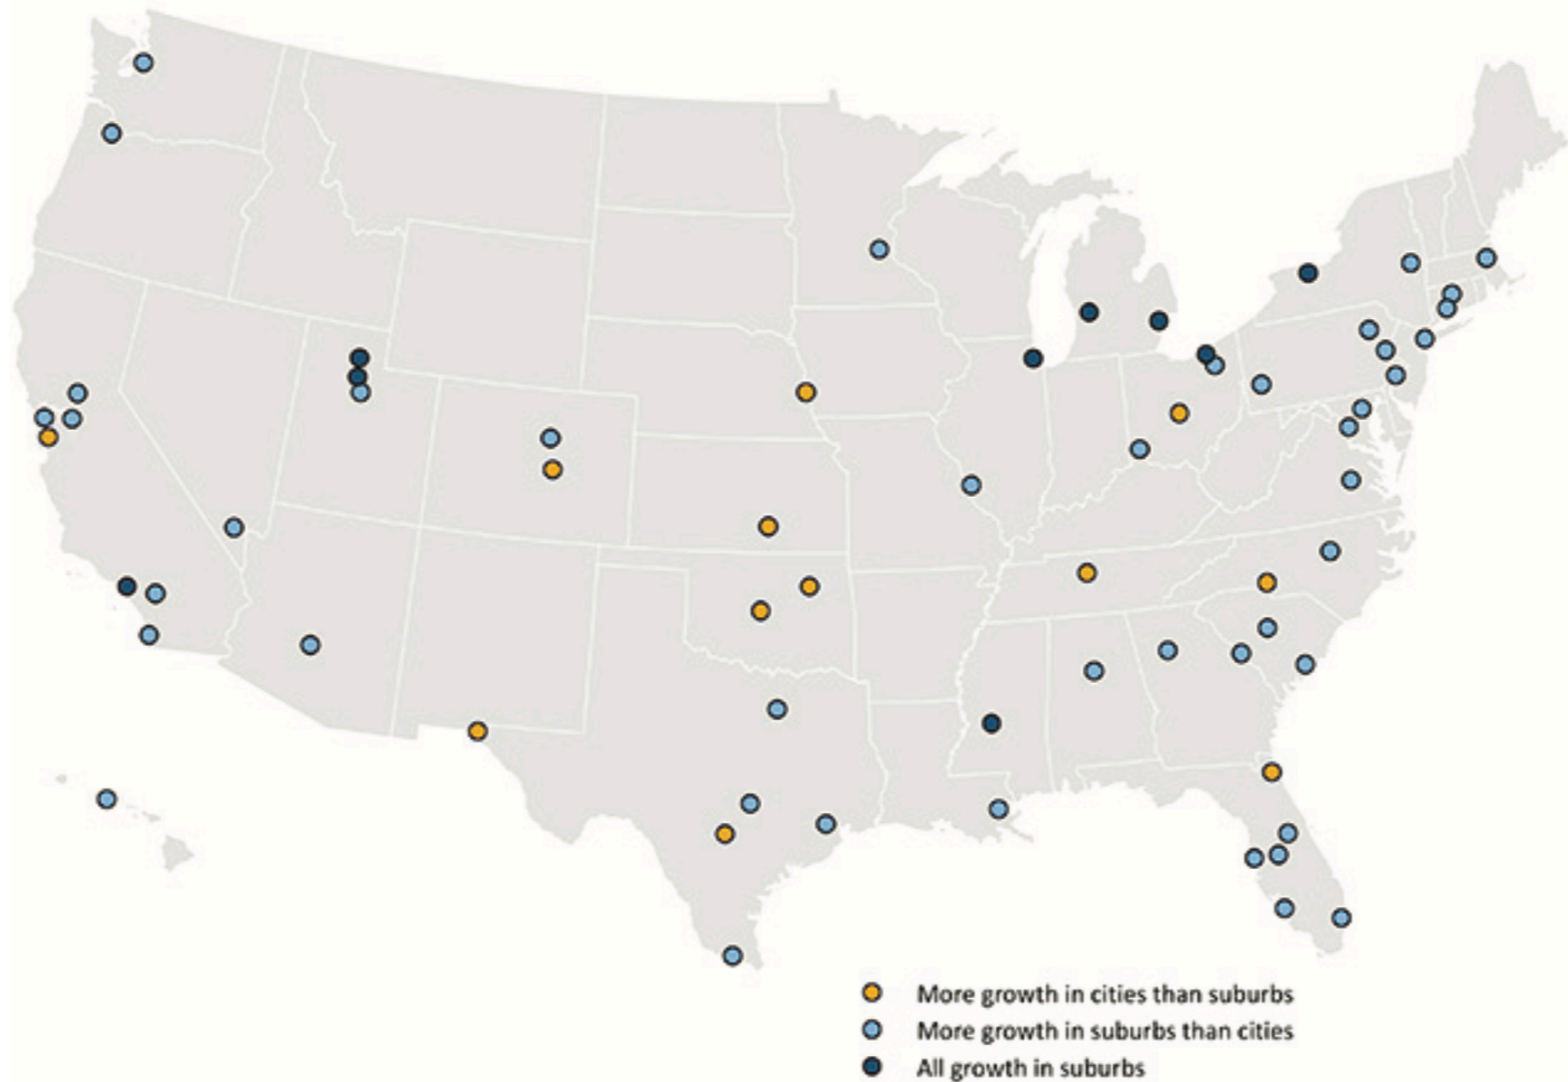 More growth in cities than suburbs
More growth in suburbs than cities
All growth in suburbs